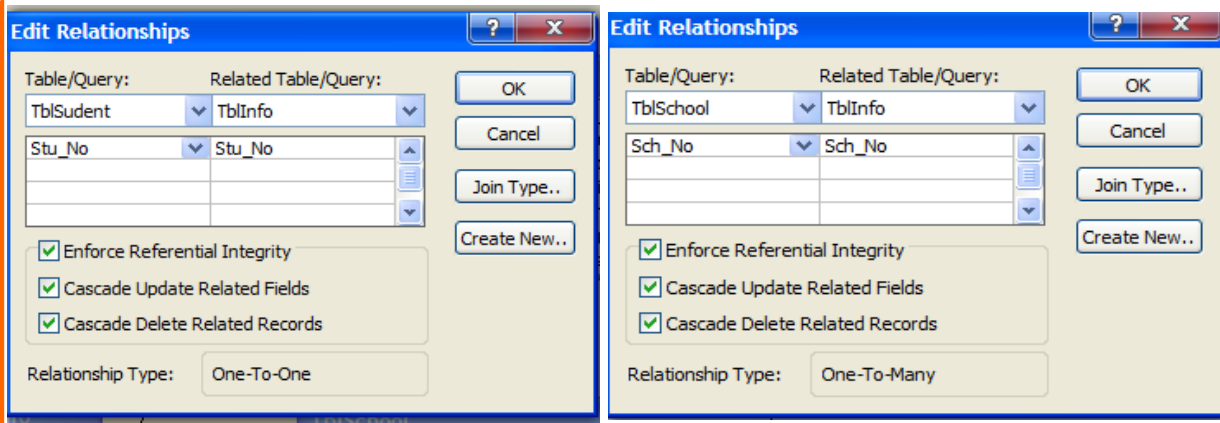 Edit Relationships
Table/Query: Related Table/Query:
TblSudent TblInfo
Stu_No Stu_No
Enforce Referential Integrity
Cascade Update Related Fields
Cascade Delete Related Records
Relationship Type: One-To-One
OK
Cancel
Join Type..
Create New..
TblSchool
Edit Relationships
Table/Query: Related Table/Query:
TblSchool TblInfo
Sch_No Sch_No
Enforce Referential Integrity
Cascade Update Related Fields
Cascade Delete Related Records
Relationship Type: One-To-Many
OK
Cancel
Join Type..
Create New..